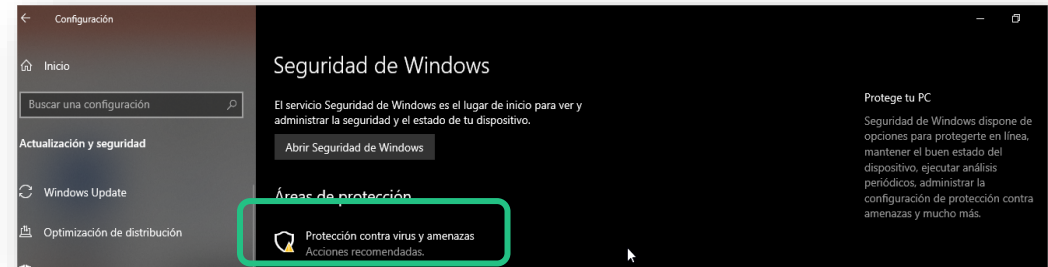 Configuración
Inicio
Buscar una configuración
Actualización y seguridad
Windows Update
Optimización de distribución
Seguridad de Windows
El servicio Seguridad de Windows es el lugar de inicio para ver y
administrar la seguridad y el estado de tu dispositivo.
Abrir Seguridad de Windows
Áreas de protección
Protección contra virus y amenazas
Acciones recomendadas.
Protege tu PC
Seguridad de Windows dispone de
opciones para protegerte en línea,
mantener el buen estado del
dispositivo, ejecutar análisis
periódicos, administrar la
configuración de protección contra
amenazas y mucho más.